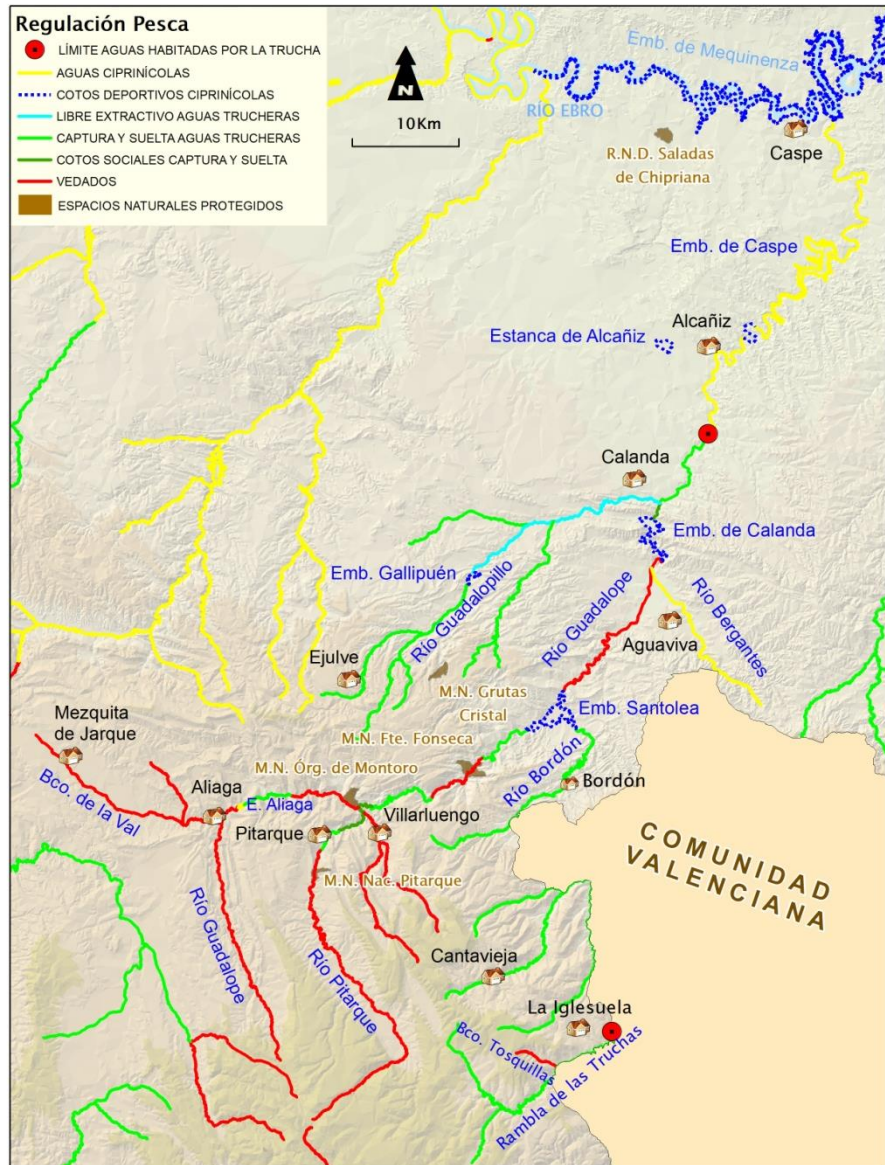 Regulación Pesca
LÍMITE AGUAS HABITADAS POR LA TRUCHA
AGUAS CIPRINÍCOLAS
COTOS DEPORTIVOS CIPRINÍCOLAS
LIBRE EXTRACTIVO AGUAS TRUCHERAS
CAPTURA Y SUELTA AGUAS TRUCHERAS
COTOS SOCIALES CAPTURA Y SUELTA
VEDADOS
ESPACIOS NATURALES PROTEGIDOS
N
10Km
Emb. de Mequinenza
RÍO EBRO
Caspe
R.N.D. Saladas
de Chipriana
Emb. de Caspe
Alcañiz
Estanca de Alcañiz
Calanda
Emb. de Calanda
Emb. Gallipuén
Río Guadalopillo
Río Guadalope
Río Bergantes
Aguaviva
Ejulve
M.N. Grutas
Cristal
Emb. Santolea
M.N. Fte. Fonseca
Mezquita
de Jarque
M.N. Órg. de Montoro
Río Bordón
Bordón
Bco. de la Val
Aliaga
E. Aliaga
Pitarque
Villarluengo
COMUNIDAD
VALENCIANA
M.N. Nac. Pitarque
Río Guadalope
Río Pitarque
Cantavieja
La Iglesuela
Bco. Tosquillas
Rambla de las Truchas